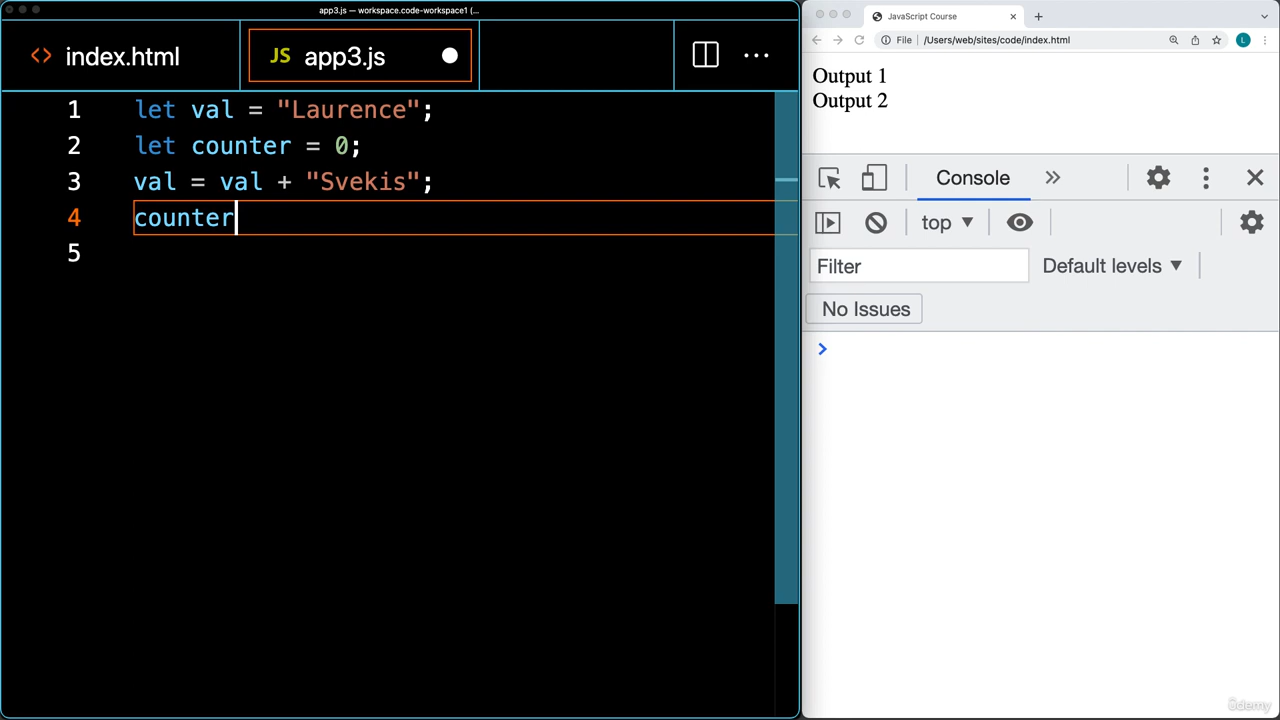 app3.js — workspace.code-workspace1 (...
index.html
JS app3.js
1 let val = "Laurence";
2 let counter = 0;
3 val = val + "Svekis";
4 counter
5
JavaScript Course
File /Users/web/sites/code/index.html
L
Output 1
Output 2
Console
top
Filter
Default levels
No Issues
ûdemy